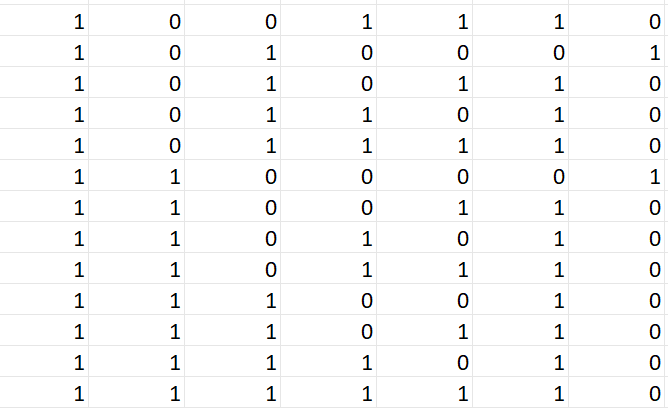 1 0 0 1 1 1 0
1 0 1 0 0 0 1
1 0 1 0 1 1 0
1 0 1 1 0 1 0
1 0 1 1 1 1 0
1 1 0 0 0 0 1
1 1 0 0 1 1 0
1 1 0 1 0 1 0
1 1 0 1 1 1 0
1 1 1 0 0 1 0
1 1 1 0 1 1 0
1 1 1 1 0 1 0
1 1 1 1 1 1 0